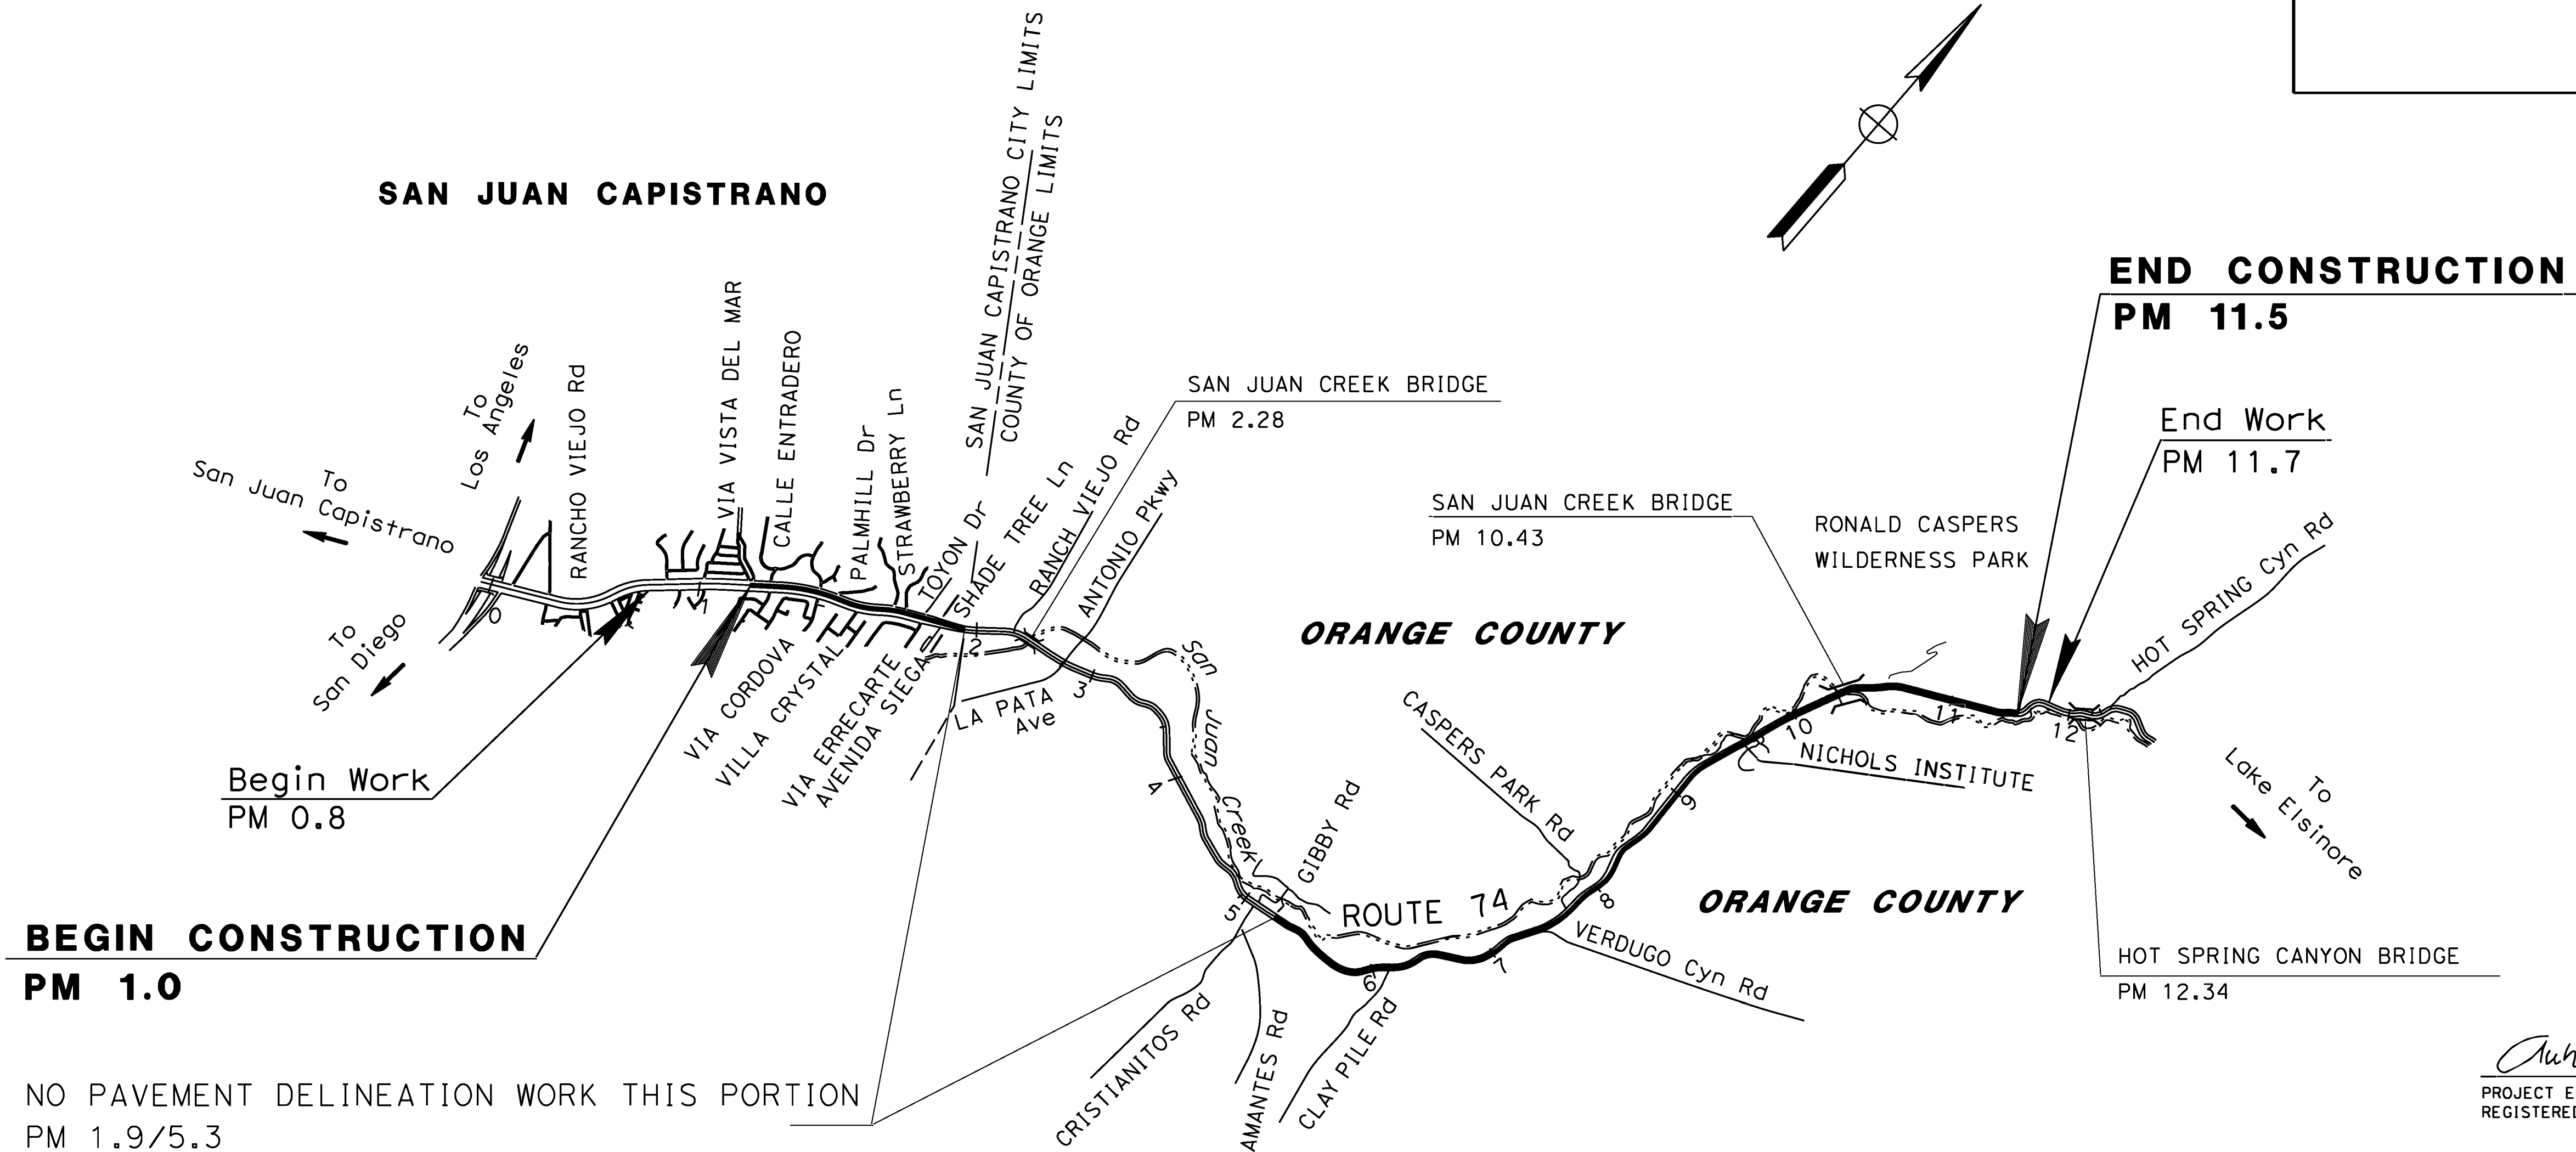 SAN JUAN CAPISTRANO
SAN JUAN CAPISTRANO CITY LIMITS
COUNTY OF ORANGE LIMITS
END CONSTRUCTION
PM 11.5
End Work
PM 11.7
To
Los Angeles
To
San Juan Capistrano
To
San Diego
RANCHO VIEJO Rd
VIA VISTA DEL MAR
CALLE ENTRADERO
PALMHILL Dr
STRAWBERRY Ln
TOYON Dr
SHADE TREE Ln
RANCH VIEJO Rd
ANTONIO Pkwy
SAN JUAN CREEK BRIDGE
PM 2.28
SAN JUAN CREEK BRIDGE
PM 10.43
RONALD CASPERS
WILDERNESS PARK
HOT SPRING Cyn Rd
ORANGE COUNTY
0
1
2
3
4
5
6
7
8
9
10
11
12
VIA CORDOVA
VILLA CRYSTAL
VIA ERRECARTE
AVENIDA SIEGA
LA PATA
Ave
San Juan Creek
GIBBY Rd
CASPERS PARK Rd
NICHOLS INSTITUTE
To
Lake Elsinore
Begin Work
PM 0.8
ROUTE 74
ORANGE COUNTY
VERDUGO Cyn Rd
BEGIN CONSTRUCTION
PM 1.0
HOT SPRING CANYON BRIDGE
PM 12.34
CRISTIANITOS Rd
AMANTES Rd
CLAY PILE Rd
NO PAVEMENT DELINEATION WORK THIS PORTION
PM 1.9/5.3
PROJECT E
REGISTERED